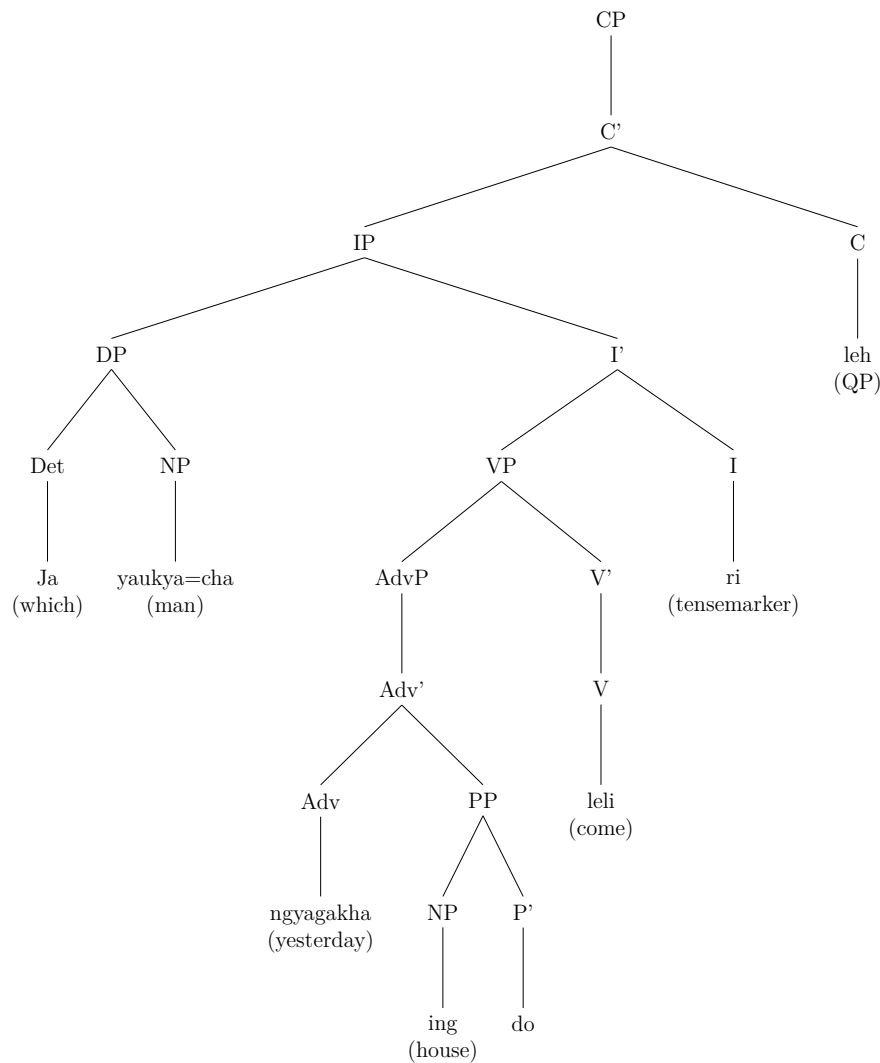 CP
C'
IP C
DP I' leh
(QP)
Det NP VP I
Ja yaukya=cha AdvP V' ri
(which) (man) (tensemarker)
Adv' V
Adv PP leli
(come)
ngyagakha NP P'
(yesterday)
ing do
(house)